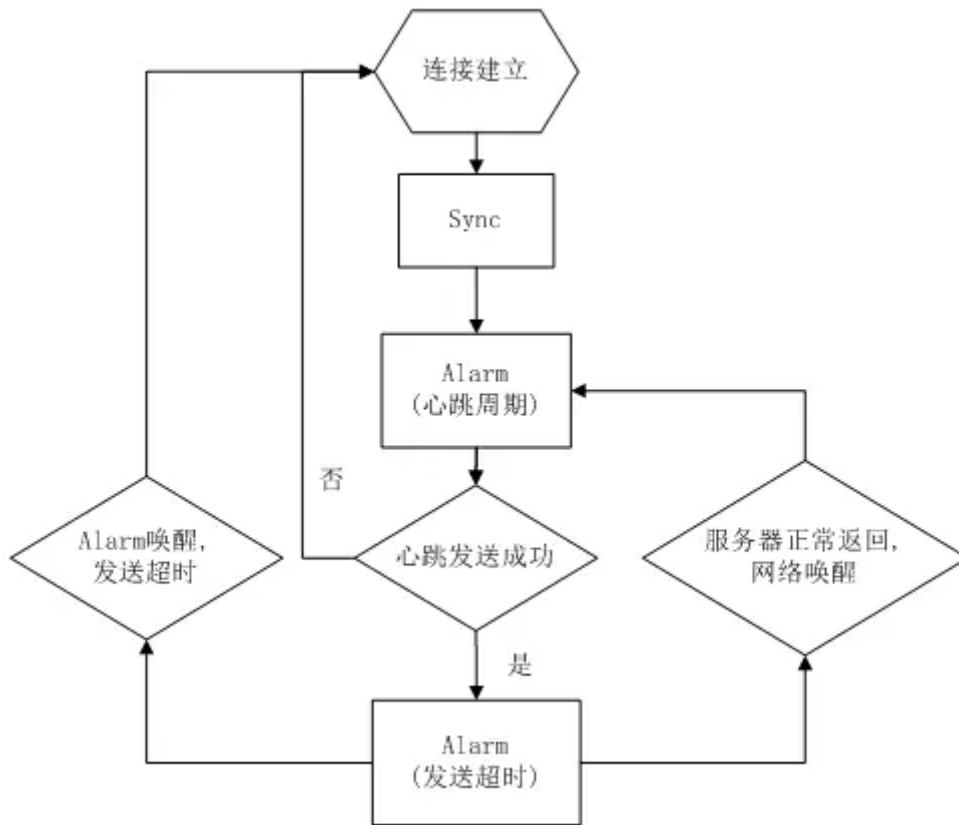 连接建立
Sync
Alarm
(心跳周期)
否
Alarm唤醒,
发送超时
心跳发送成功
服务器正常返回,
网络唤醒
是
Alarm
(发送超时)